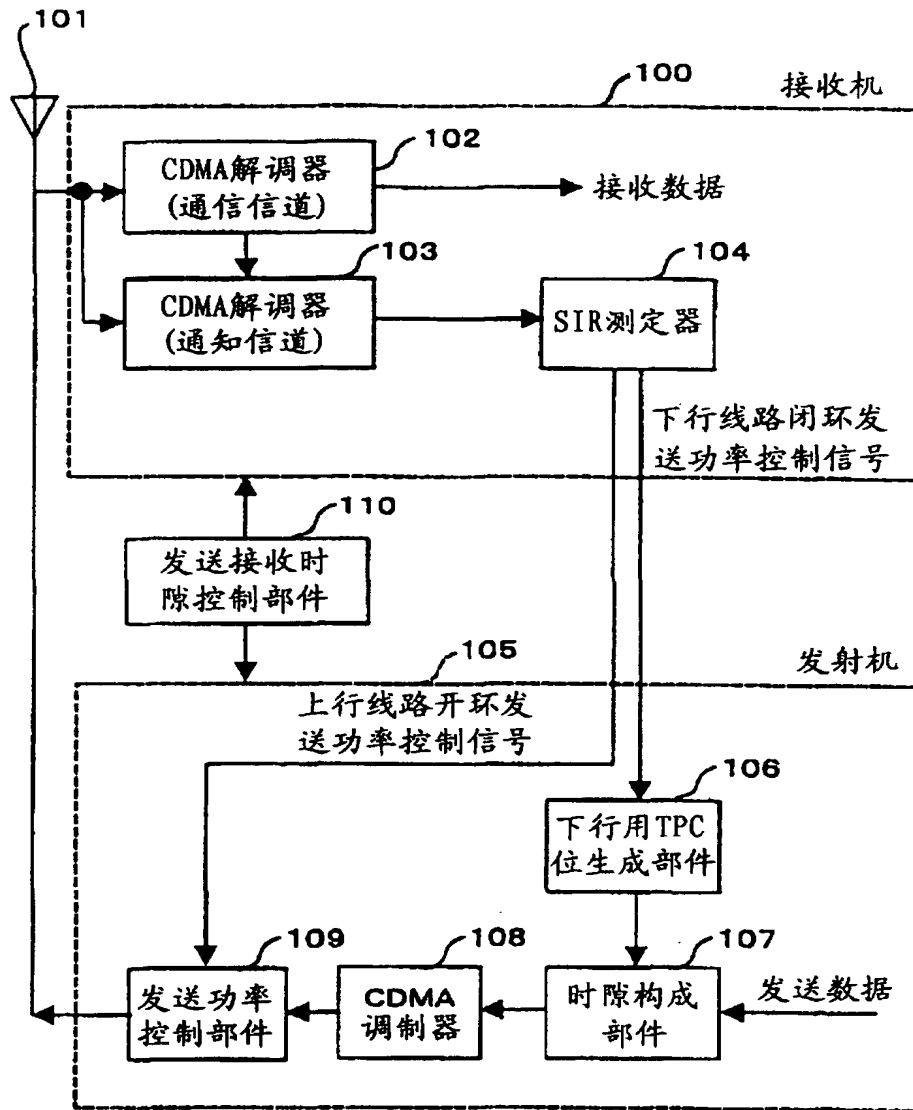 101
100
接收机
102
CDMA解调器
(通信信道)
接收数据
103
104
CDMA解调器
(通知信道)
SIR测定器
下行线路闭环发
送功率控制信号
110
发送接收时
隙控制部件
105
发射机
上行线路开环发
送功率控制信号
106
下行用TPC
位生成部件
109
108
107
发送功率
控制部件
CDMA
调制器
时隙构成
部件
发送数据